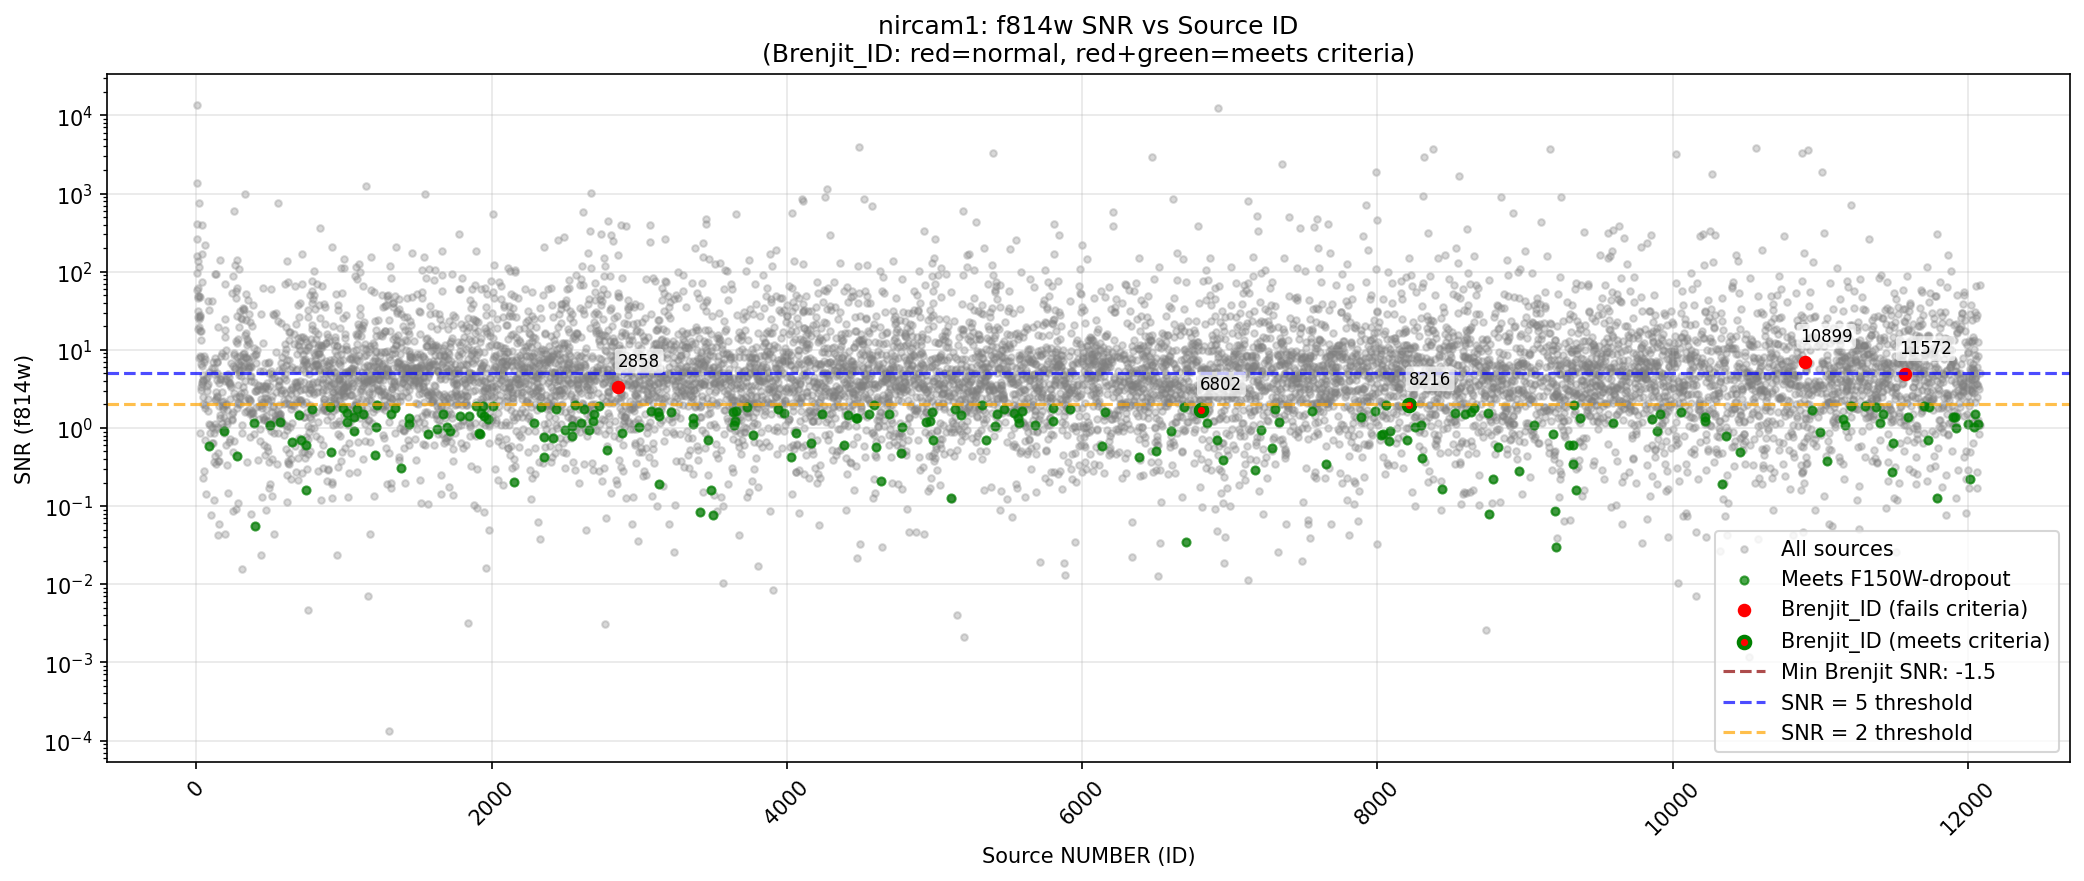 nircam1: f814w SNR vs Source ID
(Brenjit_ID: red=normal, red+green=meets criteria)
SNR (f814w)
10⁴
10³
10²
10¹
10⁰
10⁻¹
10⁻²
10⁻³
10⁻⁴
2858
6802
8216
10899
11572
All sources
Meets F150W-dropout
Brenjit_ID (fails criteria)
Brenjit_ID (meets criteria)
Min Brenjit SNR: -1.5
SNR = 5 threshold
SNR = 2 threshold
0 2000 4000 6000 8000 10000 12000
Source NUMBER (ID)